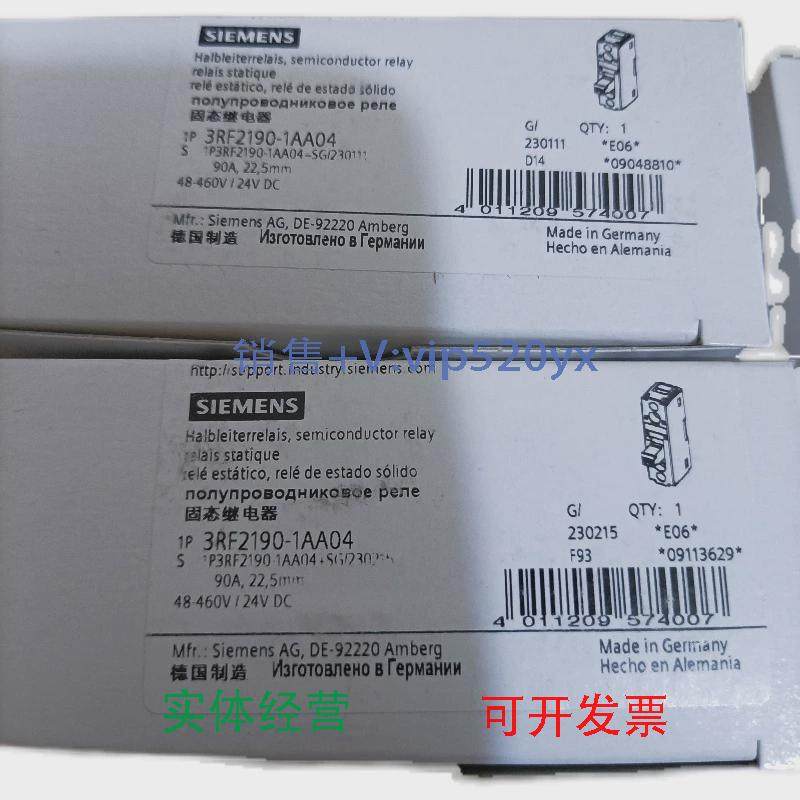 SIEMENS
Halbleiterrelais, semiconductor relay
relais statique
relé estático, relé de estado sólido
полупроводниковое реле
固态继电器
1P 3RF2190-1AA04
S 1P3RF2190-1AA04+SG/230111
90A, 22,5mm
48-460V / 24V DC
G/ QTY: 1
230111 *E06*
D14 *09048810*
4 011209 574007
Mfr.: Siemens AG, DE-92220 Amberg
德国制造 Изготовлено в Германии
Made in Germany
Hecho en Alemania
销售+V:vip520yx
http://support.industry.siemens.com
SIEMENS
Halbleiterrelais, semiconductor relay
relais statique
relé estático, relé de estado sólido
полупроводниковое реле
固态继电器
1P 3RF2190-1AA04
S 1P3RF2190-1AA04+SG/230215
90A, 22,5mm
48-460V / 24V DC
G/ QTY: 1
230215 *E06*
F93 *09113629*
4 011209 574007
Mfr.: Siemens AG, DE-92220 Amberg
德国制造 Изготовлено в Германии
Made in Germany
Hecho en Alemania
实体经营 可开发票